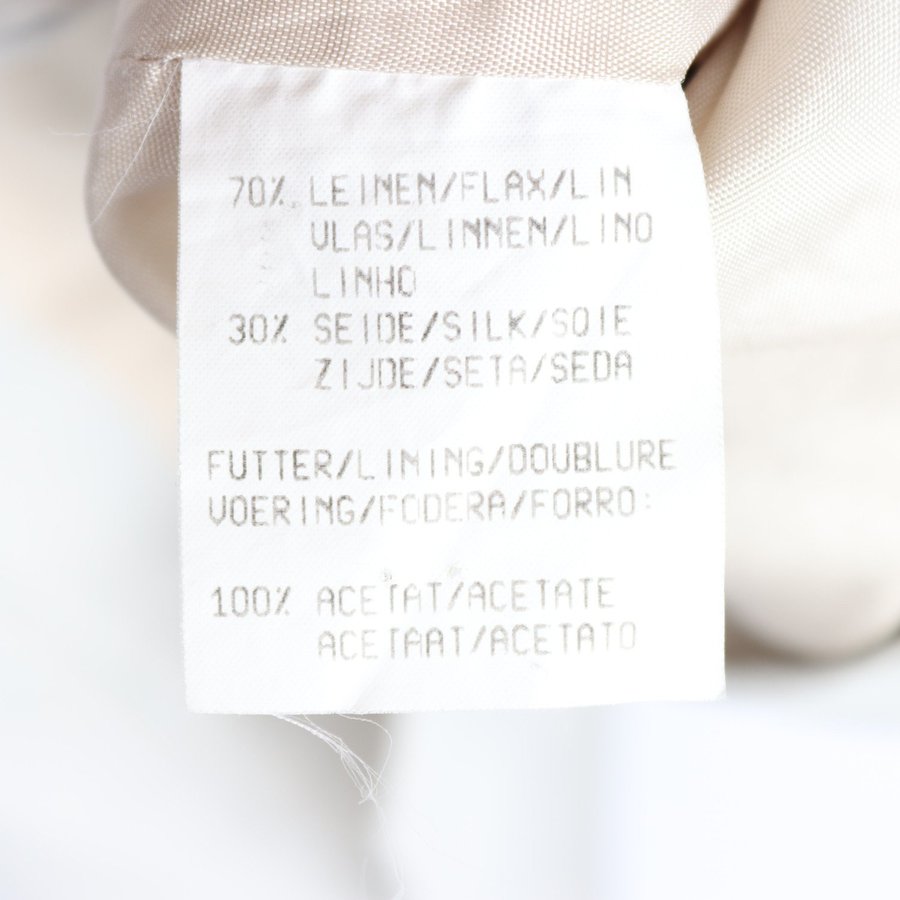 70% LEINEN/FLAX/LIN
VLAS/LINNEN/LINO
LINHO
30% SEIDE/SILK/SOIE
ZIJDE/SETA/SEDA
FUTTER/LINING/DOUBLURE
VOERING/FODERA/FORRO:
100% ACETAT/ACETATE
ACETAAT/ACETATO